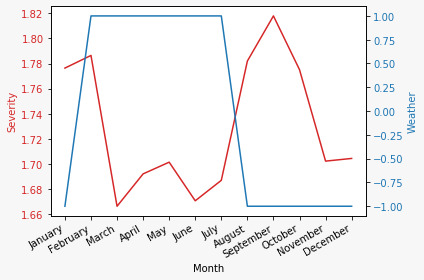 1.82
1.80
1.78
1.76
1.74
1.72
1.70
1.68
1.66
Severity
1.00
0.75
0.50
0.25
0.00
−0.25
−0.50
−0.75
−1.00
Weather
January
February
March
April
May
June
July
August
September
October
November
December
Month